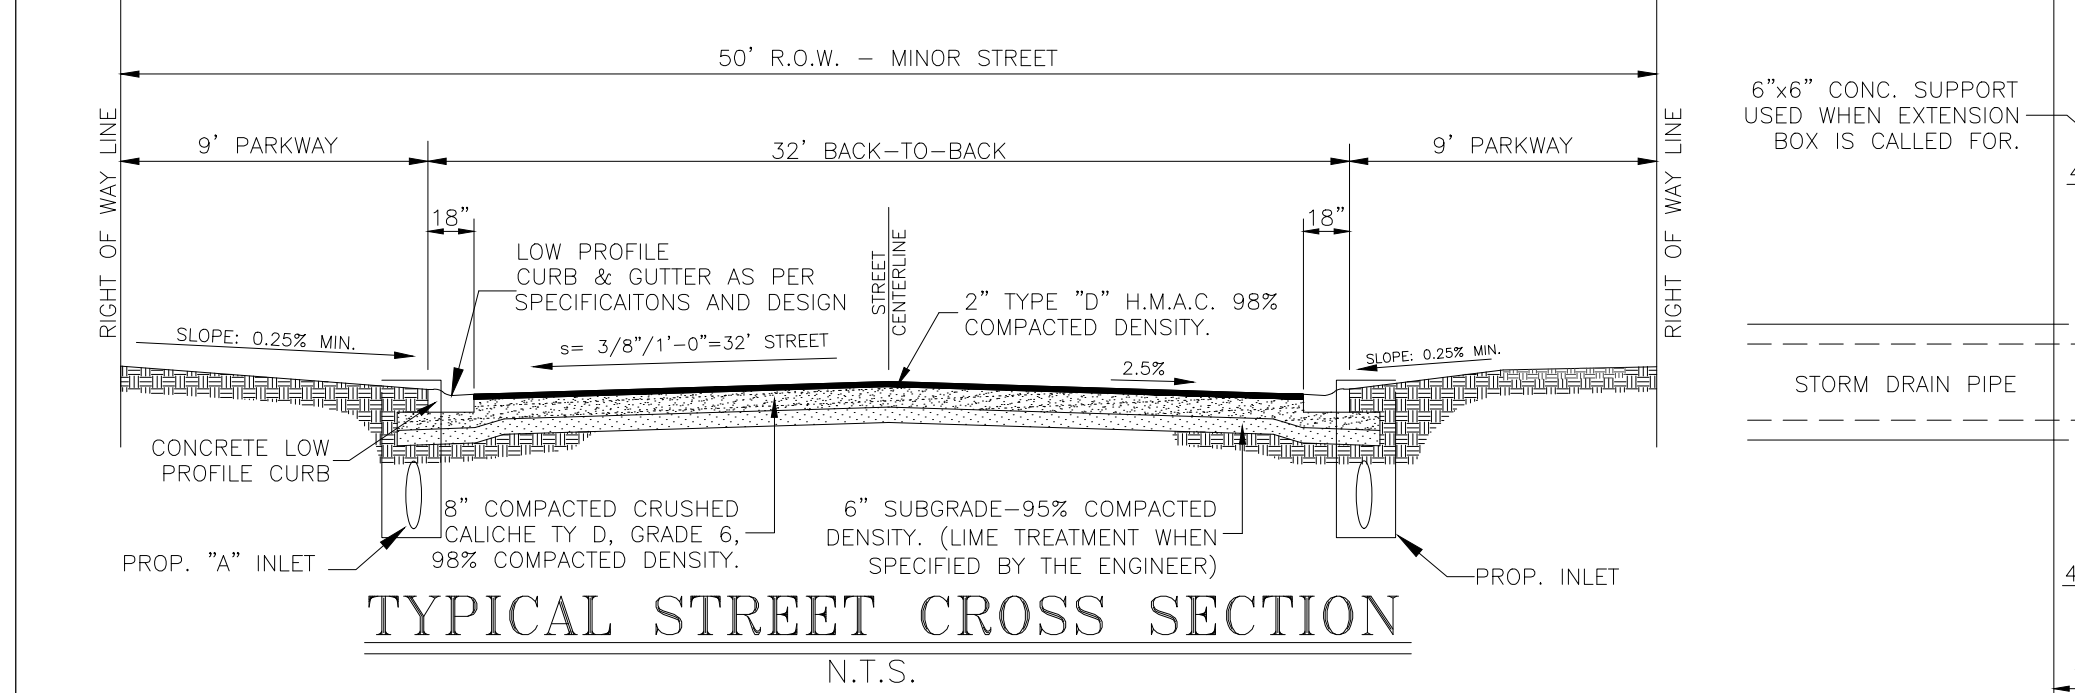 50' R.O.W. – MINOR STREET
6"x6" CONC. SUPPORT
USED WHEN EXTENSION
BOX IS CALLED FOR.
9' PARKWAY
32' BACK–TO–BACK
9' PARKWAY
RIGHT OF WAY LINE
RIGHT OF WAY LINE
18"
18"
LOW PROFILE
CURB & GUTTER AS PER
SPECIFICAITONS AND DESIGN
STREET
CENTERLINE
2" TYPE "D" H.M.A.C. 98%
COMPACTED DENSITY.
SLOPE: 0.25% MIN.
s= 3/8"/1'–0"=32' STREET
2.5%
SLOPE: 0.25% MIN.
STORM DRAIN PIPE
CONCRETE LOW
PROFILE CURB
8" COMPACTED CRUSHED
CALICHE TY D, GRADE 6,
98% COMPACTED DENSITY.
6" SUBGRADE–95% COMPACTED
DENSITY. (LIME TREATMENT WHEN
SPECIFIED BY THE ENGINEER)
PROP. "A" INLET
PROP. INLET
TYPICAL STREET CROSS SECTION
N.T.S.